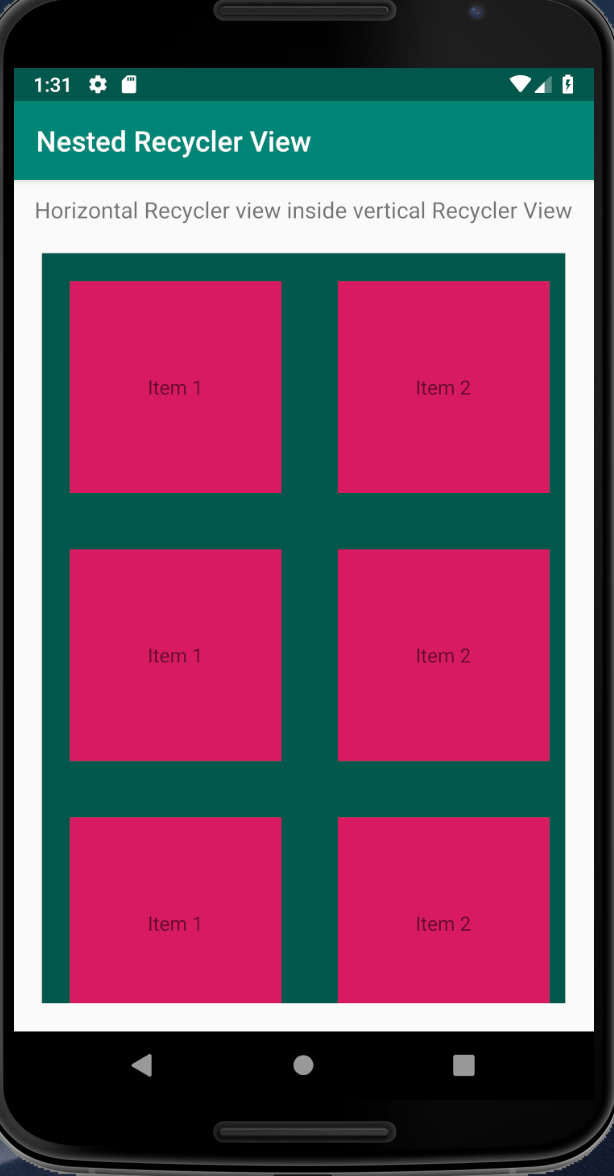 1:31
Nested Recycler View
Horizontal Recycler view inside vertical Recycler View
Item 1 Item 2
Item 1 Item 2
Item 1 Item 2